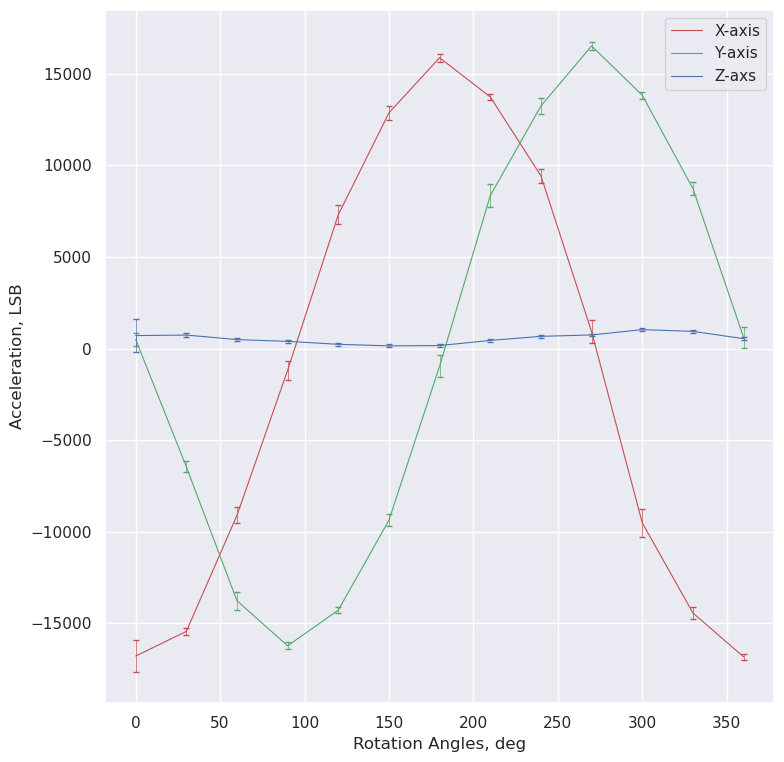 X-axis
Y-axis
Z-axs
15000
10000
5000
0
−5000
−10000
−15000
Acceleration, LSB
0 50 100 150 200 250 300 350
Rotation Angles, deg